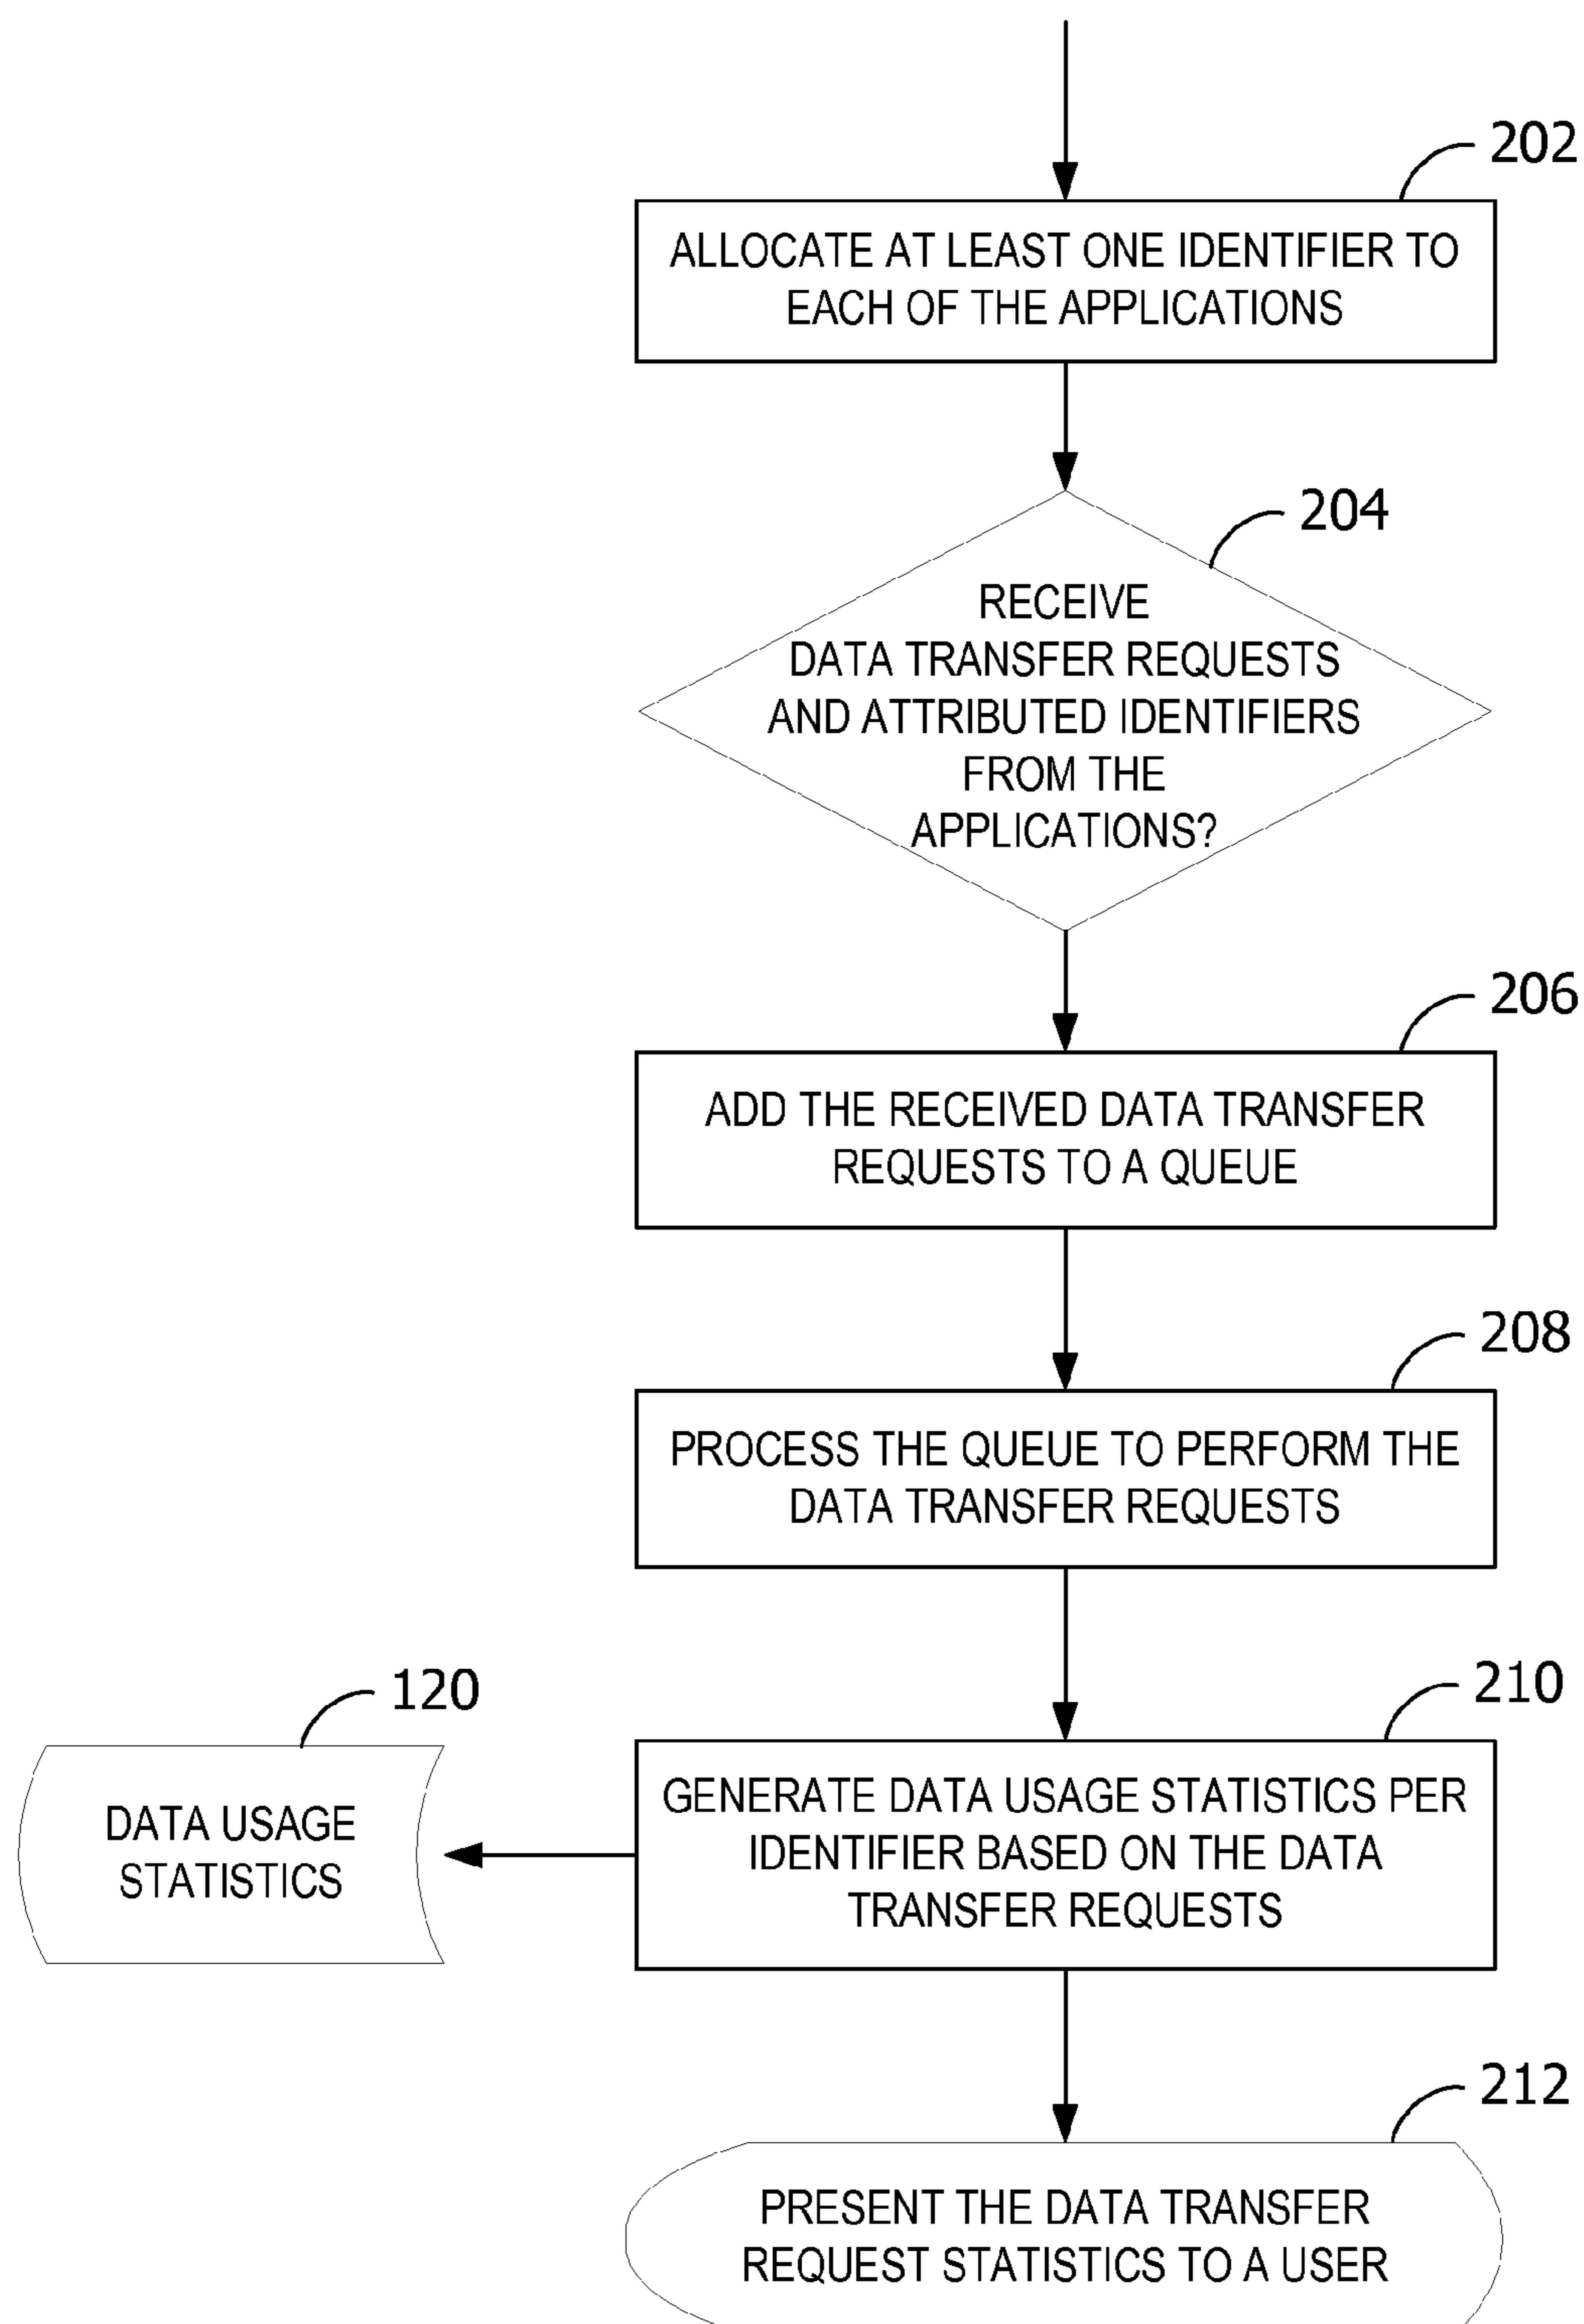 202
ALLOCATE AT LEAST ONE IDENTIFIER TO
EACH OF THE APPLICATIONS
204
RECEIVE
DATA TRANSFER REQUESTS
AND ATTRIBUTED IDENTIFIERS
FROM THE
APPLICATIONS?
206
ADD THE RECEIVED DATA TRANSFER
REQUESTS TO A QUEUE
208
PROCESS THE QUEUE TO PERFORM THE
DATA TRANSFER REQUESTS
120
DATA USAGE
STATISTICS
210
GENERATE DATA USAGE STATISTICS PER
IDENTIFIER BASED ON THE DATA
TRANSFER REQUESTS
212
PRESENT THE DATA TRANSFER
REQUEST STATISTICS TO A USER